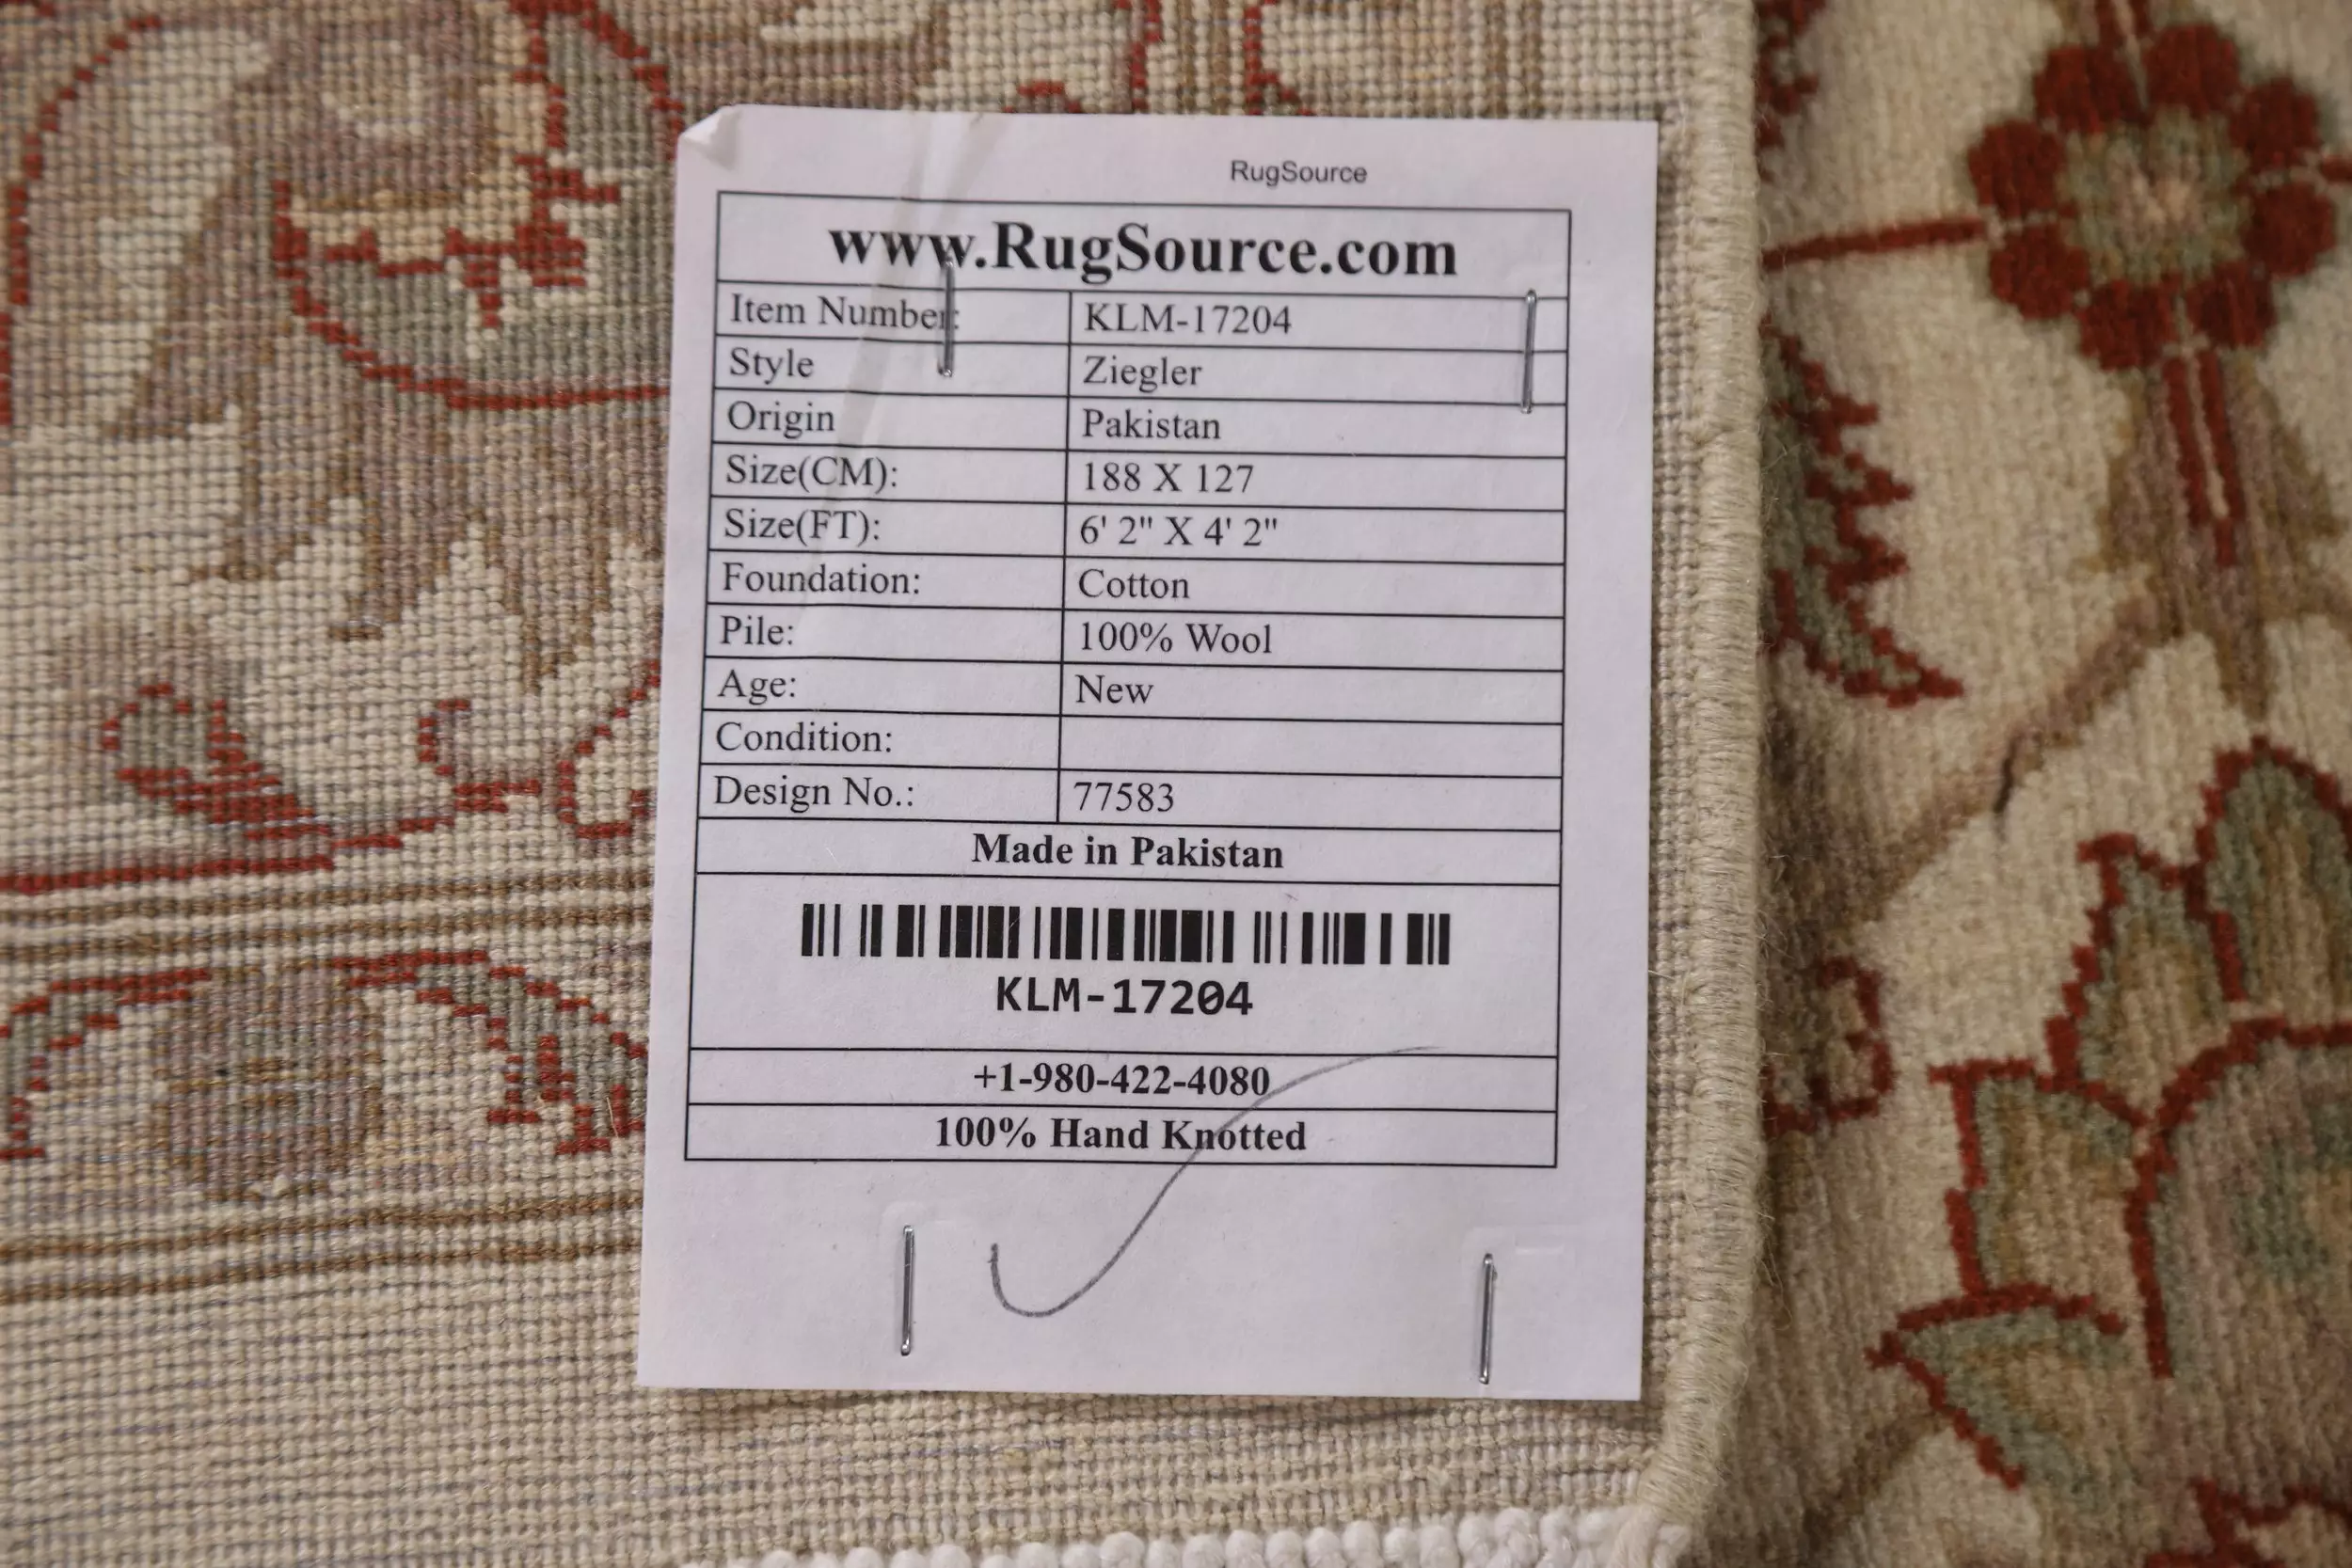 RugSource
www.RugSource.com
Item Number: KLM-17204
Style Ziegler
Origin Pakistan
Size(CM): 188 X 127
Size(FT): 6' 2" X 4' 2"
Foundation: Cotton
Pile: 100% Wool
Age: New
Condition:
Design No.: 77583
Made in Pakistan
KLM-17204
+1-980-422-4080
100% Hand Knotted